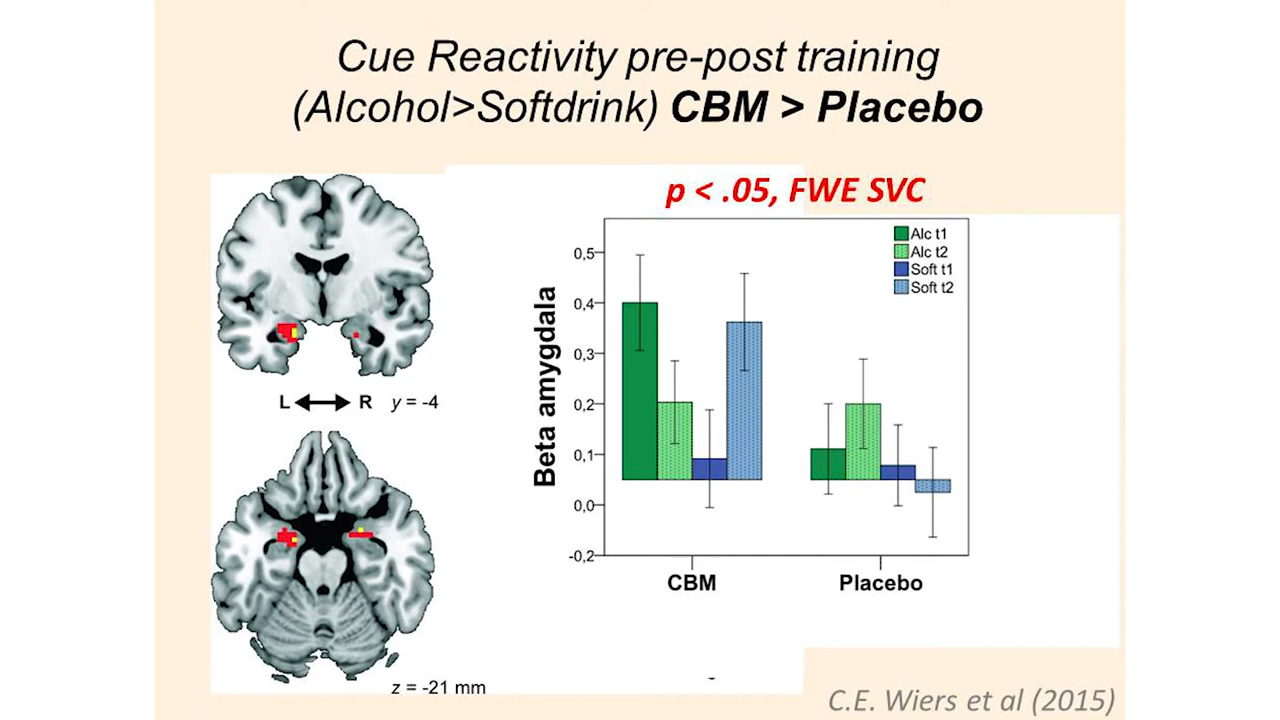 Cue Reactivity pre-post training
(Alcohol>Softdrink) CBM > Placebo
p < .05, FWE SVC
L R y = -4
z = -21 mm
Beta amygdala
0,5
0,4
0,3
0,2
0,1
0,0
-0,2
Alc t1
Alc t2
Soft t1
Soft t2
CBM Placebo
C.E. Wiers et al (2015)